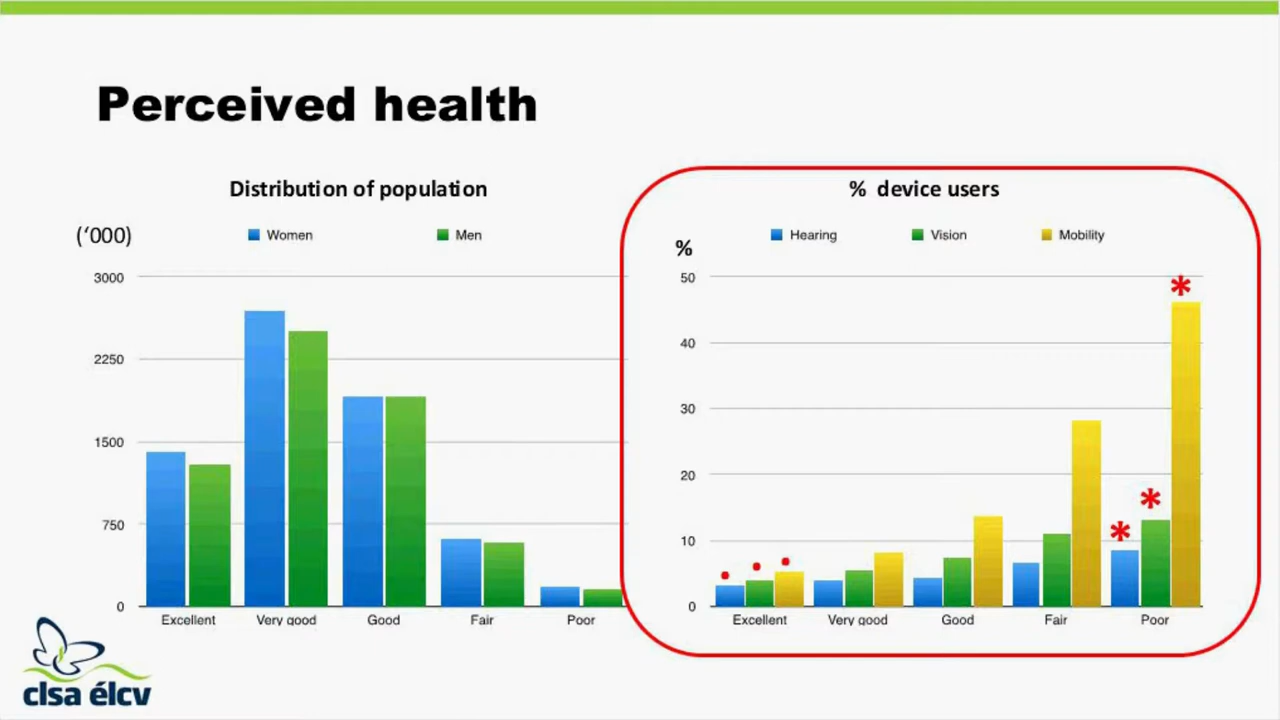 Perceived health
Distribution of population
('000)
Women
Men
3000
2250
1500
750
0
Excellent
Very good
Good
Fair
Poor
% device users
%
Hearing
Vision
Mobility
50
40
30
20
10
0
*
*
*
Excellent
Very good
Good
Fair
Poor
clsa élcv